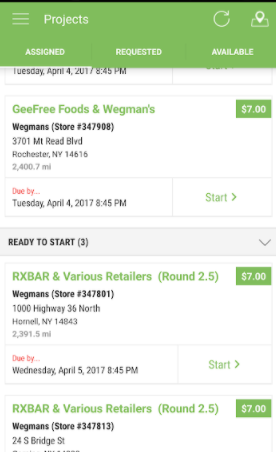 Projects
ASSIGNED REQUESTED AVAILABLE
Tuesday, April 4, 2017 8:45 PM
GeeFree Foods & Wegman's $7.00
Wegmans (Store #347908)
3701 Mt Read Blvd
Rochester, NY 14616
2,400.7 mi
Due by...
Tuesday, April 4, 2017 8:45 PM
Start >
READY TO START (3)
RXBAR & Various Retailers (Round 2.5) $7.00
Wegmans (Store #347801)
1000 Highway 36 North
Hornell, NY 14843
2,391.5 mi
Due by...
Wednesday, April 5, 2017 8:45 PM
Start >
RXBAR & Various Retailers (Round 2.5) $7.00
Wegmans (Store #347813)
24 S Bridge St